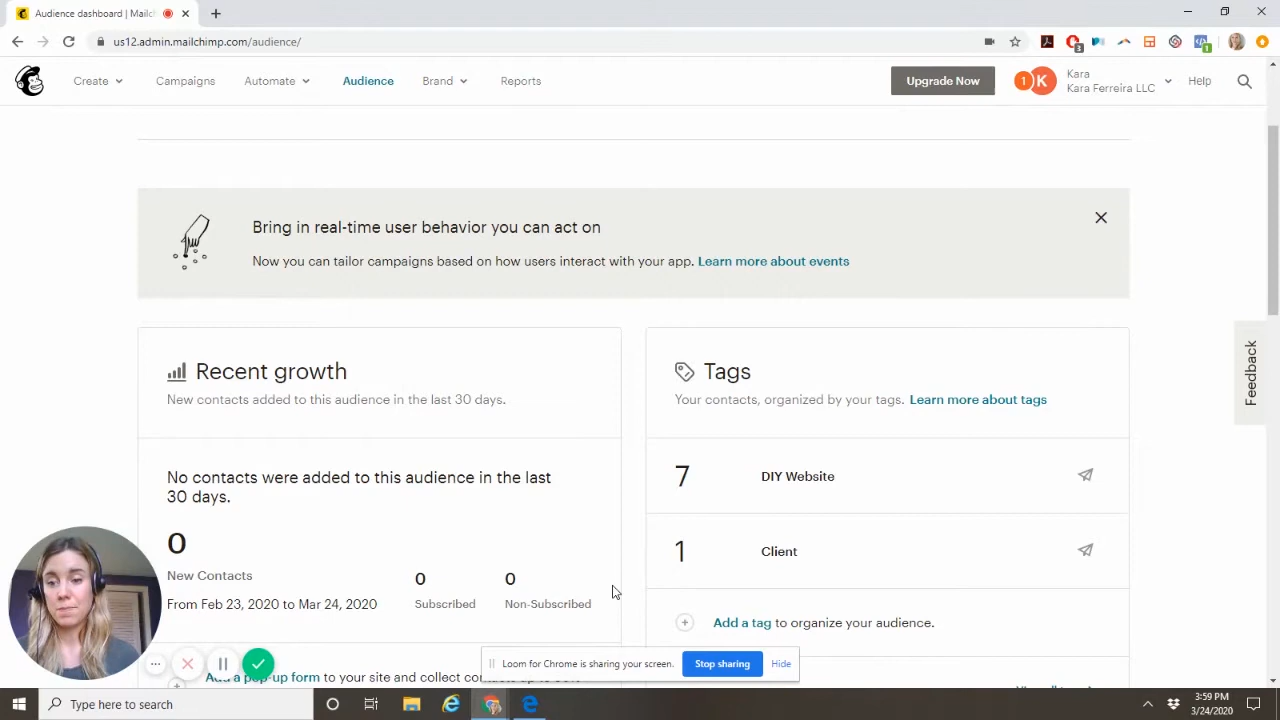 Audience dashboard | Mailch
us12.admin.mailchimp.com/audience/
3
1
Create
Campaigns
Automate
Audience
Brand
Reports
Upgrade Now
1
K
Kara
Kara Ferreira LLC
Help
Bring in real-time user behavior you can act on
Now you can tailor campaigns based on how users interact with your app. Learn more about events
Feedback
Recent growth
New contacts added to this audience in the last 30 days.
No contacts were added to this audience in the last
30 days.
0
New Contacts
From Feb 23, 2020 to Mar 24, 2020
0
Subscribed
0
Non-Subscribed
Add a pop-up form to your site and collect
Tags
Your contacts, organized by your tags. Learn more about tags
7 DIY Website
1 Client
Add a tag to organize your audience.
Loom for Chrome is sharing your screen.
Stop sharing
Hide
Type here to search
3:59 PM
3/24/2020